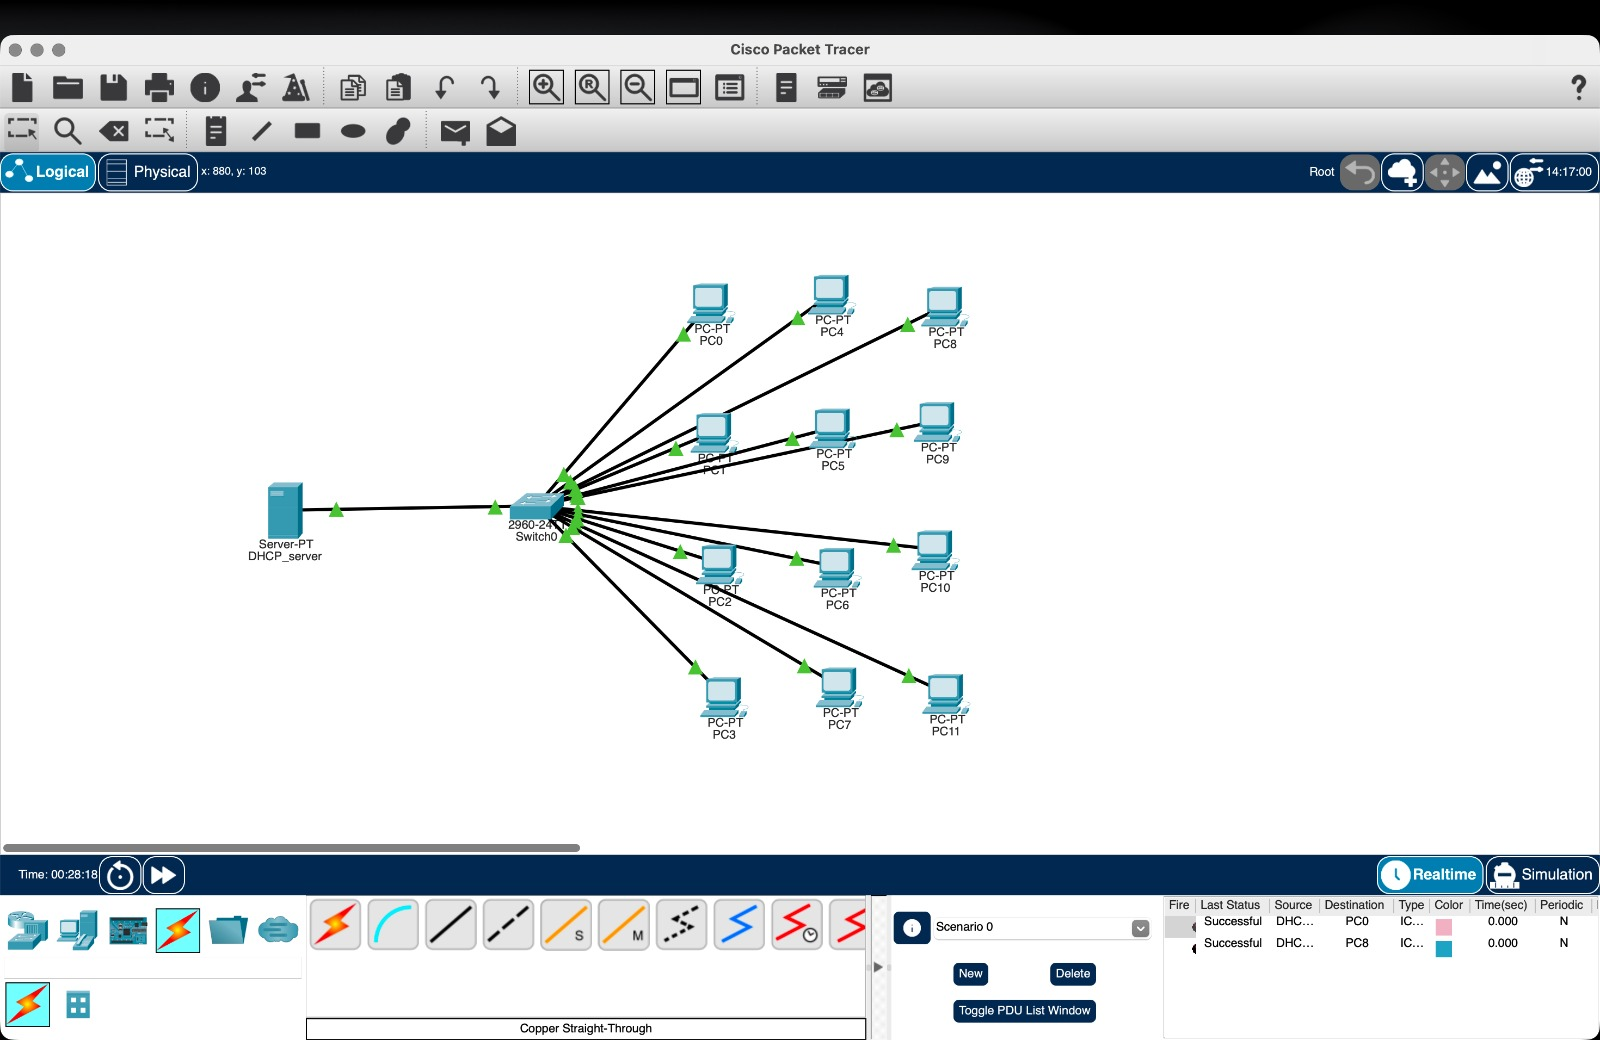 Cisco Packet Tracer
Logical
Physical
x: 880, y: 103
Root
14:17:00
PC-PT
PC0
PC-PT
PC4
PC-PT
PC8
PC-PT
PC1
PC-PT
PC5
PC-PT
PC9
Server-PT
DHCP_server
Switch0
PC-PT
PC2
PC-PT
PC6
PC-PT
PC10
PC-PT
PC3
PC-PT
PC7
PC-PT
PC11
Time: 00:28:18
Realtime
Simulation
S
M
Copper Straight-Through
Scenario 0
New
Delete
Toggle PDU List Window
Fire Last Status Source Destination Type Color Time(sec) Periodic
Successful DHC... PC0 IC... 0.000 N
Successful DHC... PC8 IC... 0.000 N